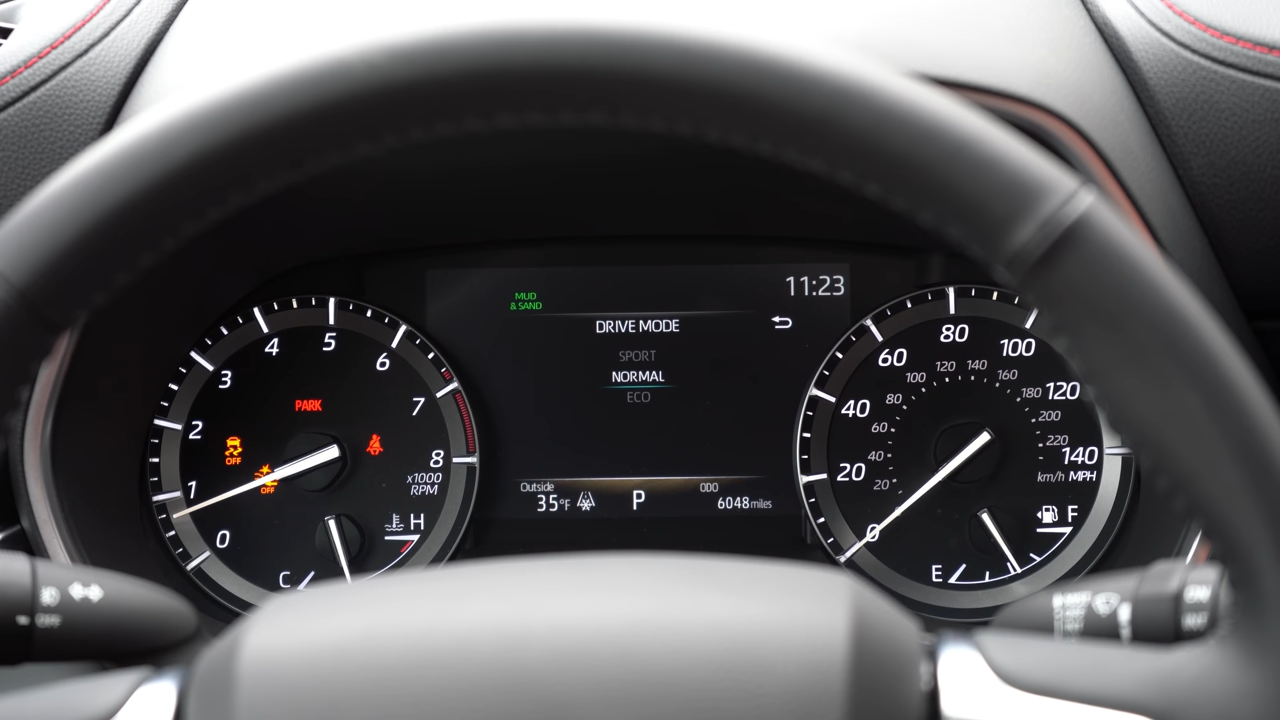 MUD
& SAND
11:23
DRIVE MODE
SPORT
NORMAL
ECO
Outside
35°F
P
ODO
6048 miles
0
1
2
3
4
5
6
7
8
x1000
RPM
PARK
OFF
OFF
C
H
0
20
40
60
80
100
120
140
MPH
20
40
60
80
100
120
140
160
180
200
220
km/h
E
F
OFF